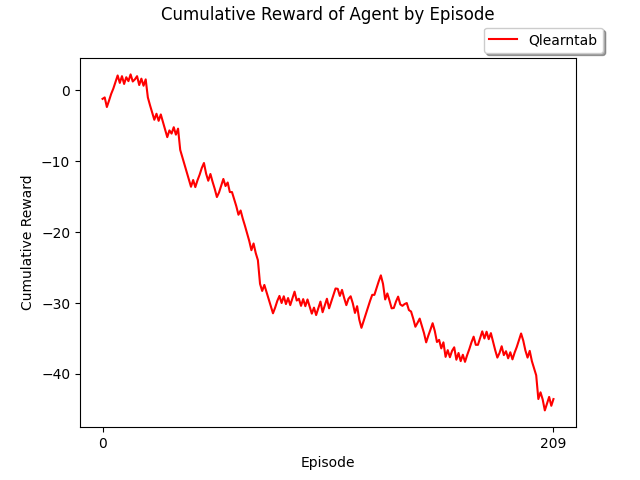 Cumulative Reward of Agent by Episode
Qlearntab
0
−10
−20
−30
−40
Cumulative Reward
0
209
Episode